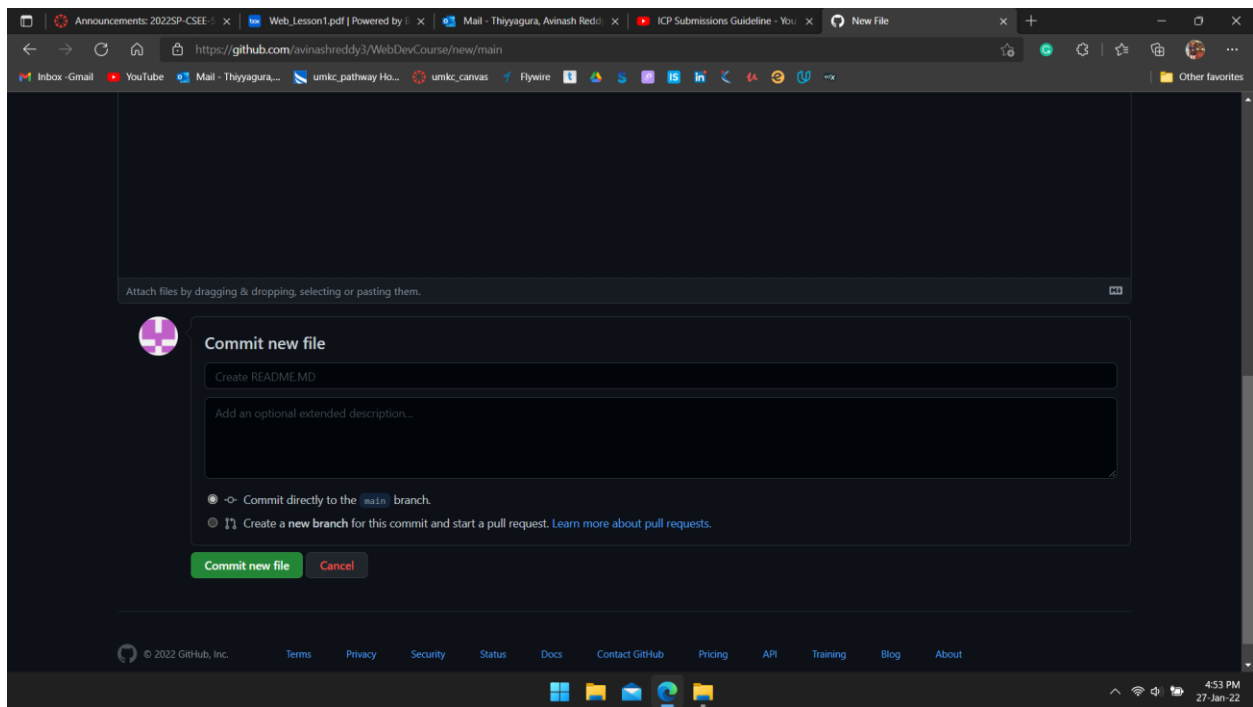 Announcements: 2022SP-CSEE-5
Web_Lesson1.pdf | Powered by B
Mail - Thiyyagura, Avinash Reddy
ICP Submissions Guideline - You
New File
https://github.com/avinashreddy3/WebDevCourse/new/main
Inbox -Gmail
YouTube
Mail - Thiyyagura,...
umkc_pathway Ho...
umkc_canvas
Flywire
Other favorites
Attach files by dragging & dropping, selecting or pasting them.
Commit new file
Create README.MD
Add an optional extended description...
Commit directly to the main branch.
Create a new branch for this commit and start a pull request. Learn more about pull requests.
Commit new file
Cancel
© 2022 GitHub, Inc.
Terms
Privacy
Security
Status
Docs
Contact GitHub
Pricing
API
Training
Blog
About
4:53 PM
27-Jan-22